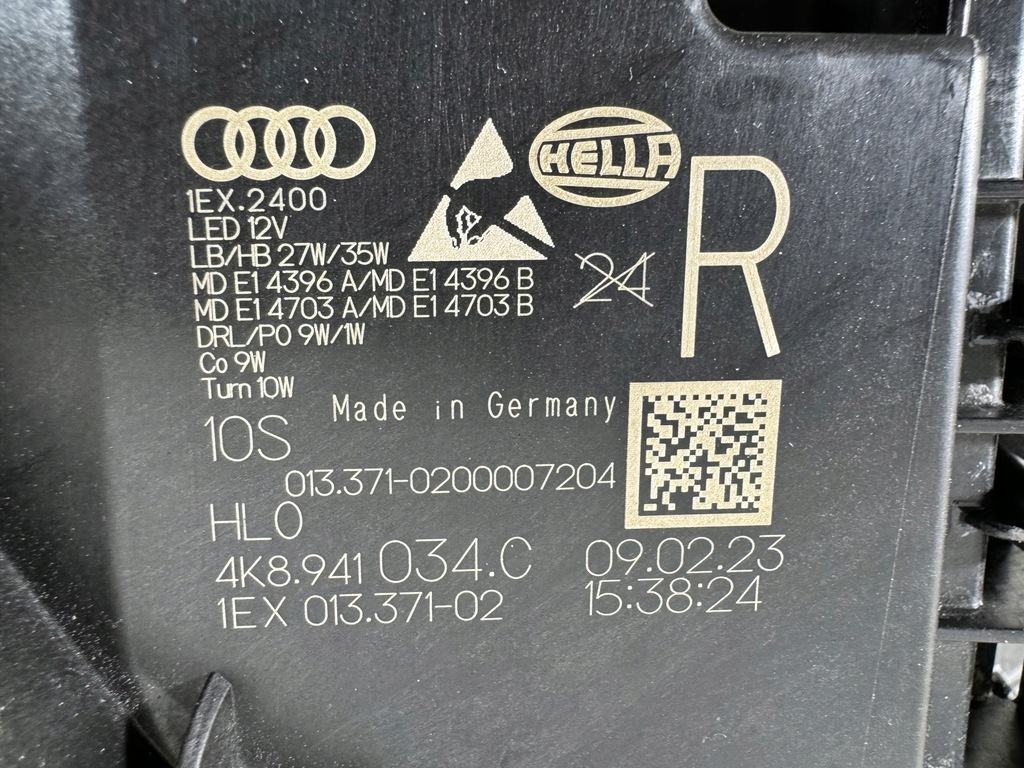 HELLA
R
1EX.2400
LED 12V
LB/HB 27W/35W
MD E1 4396 A/MD E1 4396 B
MD E1 4703 A/MD E1 4703 B
24
DRL/PO 9W/1W
Co 9W
Turn 10W
Made in Germany
10S
013.371-0200007204
HL0
4K8.941 034.C 09.02.23
1EX 013.371-02 15:38:24